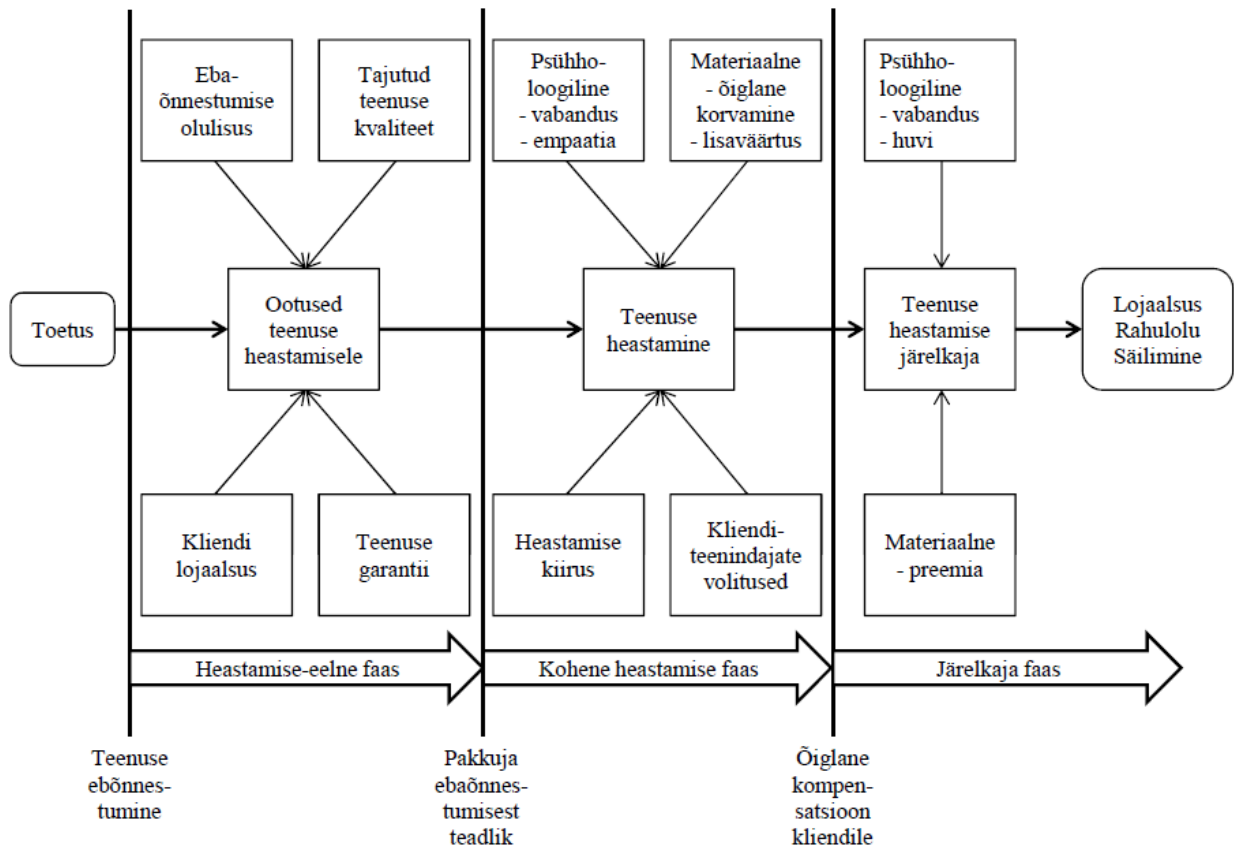 Eba-
õnnestumise
olulisus
Tajutud
teenuse
kvaliteet
Psühho-
loogiline
- vabandus
- empaatia
Materiaalne
- õiglane
korvamine
- lisaväärtus
Psühho-
loogiline
- vabandus
- huvi
Toetus
Ootused
teenuse
heastamisele
Teenuse
heastamine
Teenuse
heastamise
järelkaja
Lojaalsus
Rahulolu
Säilimine
Kliendi
lojaalsus
Teenuse
garantii
Heastamise
kiirus
Kliendi-
teenindajate
volitused
Materiaalne
- preemia
Heastamise-eelne faas
Kohene heastamise faas
Järelkaja faas
Teenuse
ebõnnes-
tumine
Pakkuja
ebaõnnes-
tumisest
teadlik
Õiglane
kompen-
satsioon
kliendile